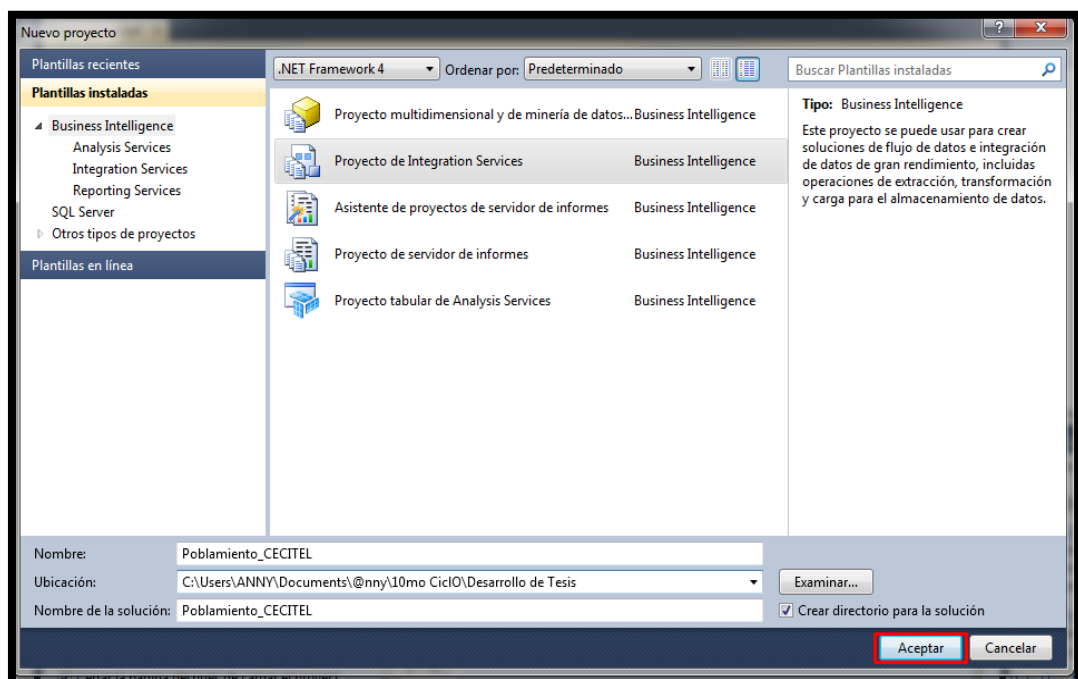 Nuevo proyecto
Plantillas recientes
Plantillas instaladas
Business Intelligence
Analysis Services
Integration Services
Reporting Services
SQL Server
Otros tipos de proyectos
Plantillas en línea
.NET Framework 4
Ordenar por: Predeterminado
Proyecto multidimensional y de minería de datos... Business Intelligence
Proyecto de Integration Services Business Intelligence
Asistente de proyectos de servidor de informes Business Intelligence
Proyecto de servidor de informes Business Intelligence
Proyecto tabular de Analysis Services Business Intelligence
Buscar Plantillas instaladas
Tipo: Business Intelligence
Este proyecto se puede usar para crear
soluciones de flujo de datos e integración
de datos de gran rendimiento, incluidas
operaciones de extracción, transformación
y carga para el almacenamiento de datos.
Nombre: Poblamiento_CECITEL
Ubicación: C:\Users\ANNY\Documents\@nny\10mo CiclO\Desarrollo de Tesis
Examinar...
Nombre de la solución: Poblamiento_CECITEL
Crear directorio para la solución
Aceptar
Cancelar